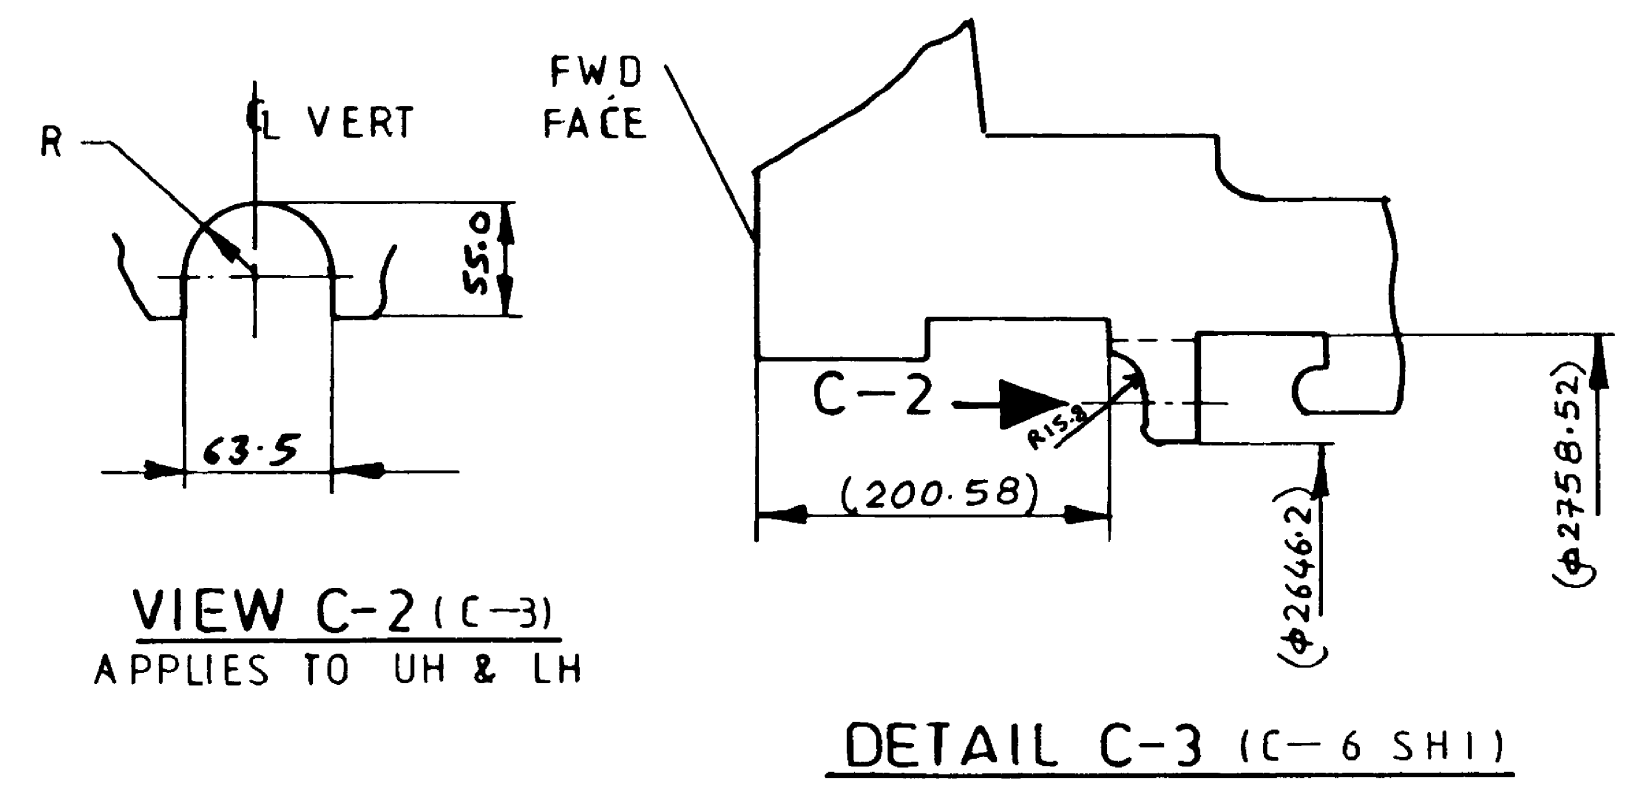 R
℄ VERT
55.0
63.5
VIEW C-2 (C-3)
APPLIES TO UH & LH
FWD
FACE
C-2
R15.8
(200.58)
(φ2646.2)
(φ2758.52)
DETAIL C-3 (C-6 SH1)